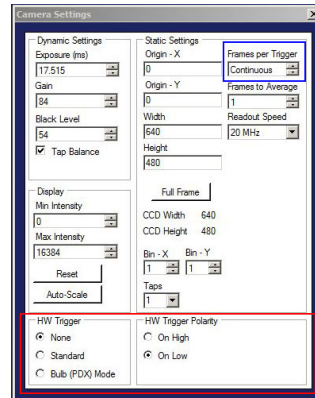 Camera Settings
Dynamic Settings
Exposure (ms)
17.515
Gain
84
Black Level
54
Tap Balance
Display
Min Intensity
0
Max Intensity
16384
Reset
Auto-Scale
Static Settings
Origin - X
0
Origin - Y
0
Width
640
Height
480
Frames per Trigger
Continuous
Frames to Average
1
Readout Speed
20 MHz
Full Frame
CCD Width 640
CCD Height 480
Bin - X Bin - Y
1 1
Taps
1
HW Trigger
None
Standard
Bulb (PDX) Mode
HW Trigger Polarity
On High
On Low